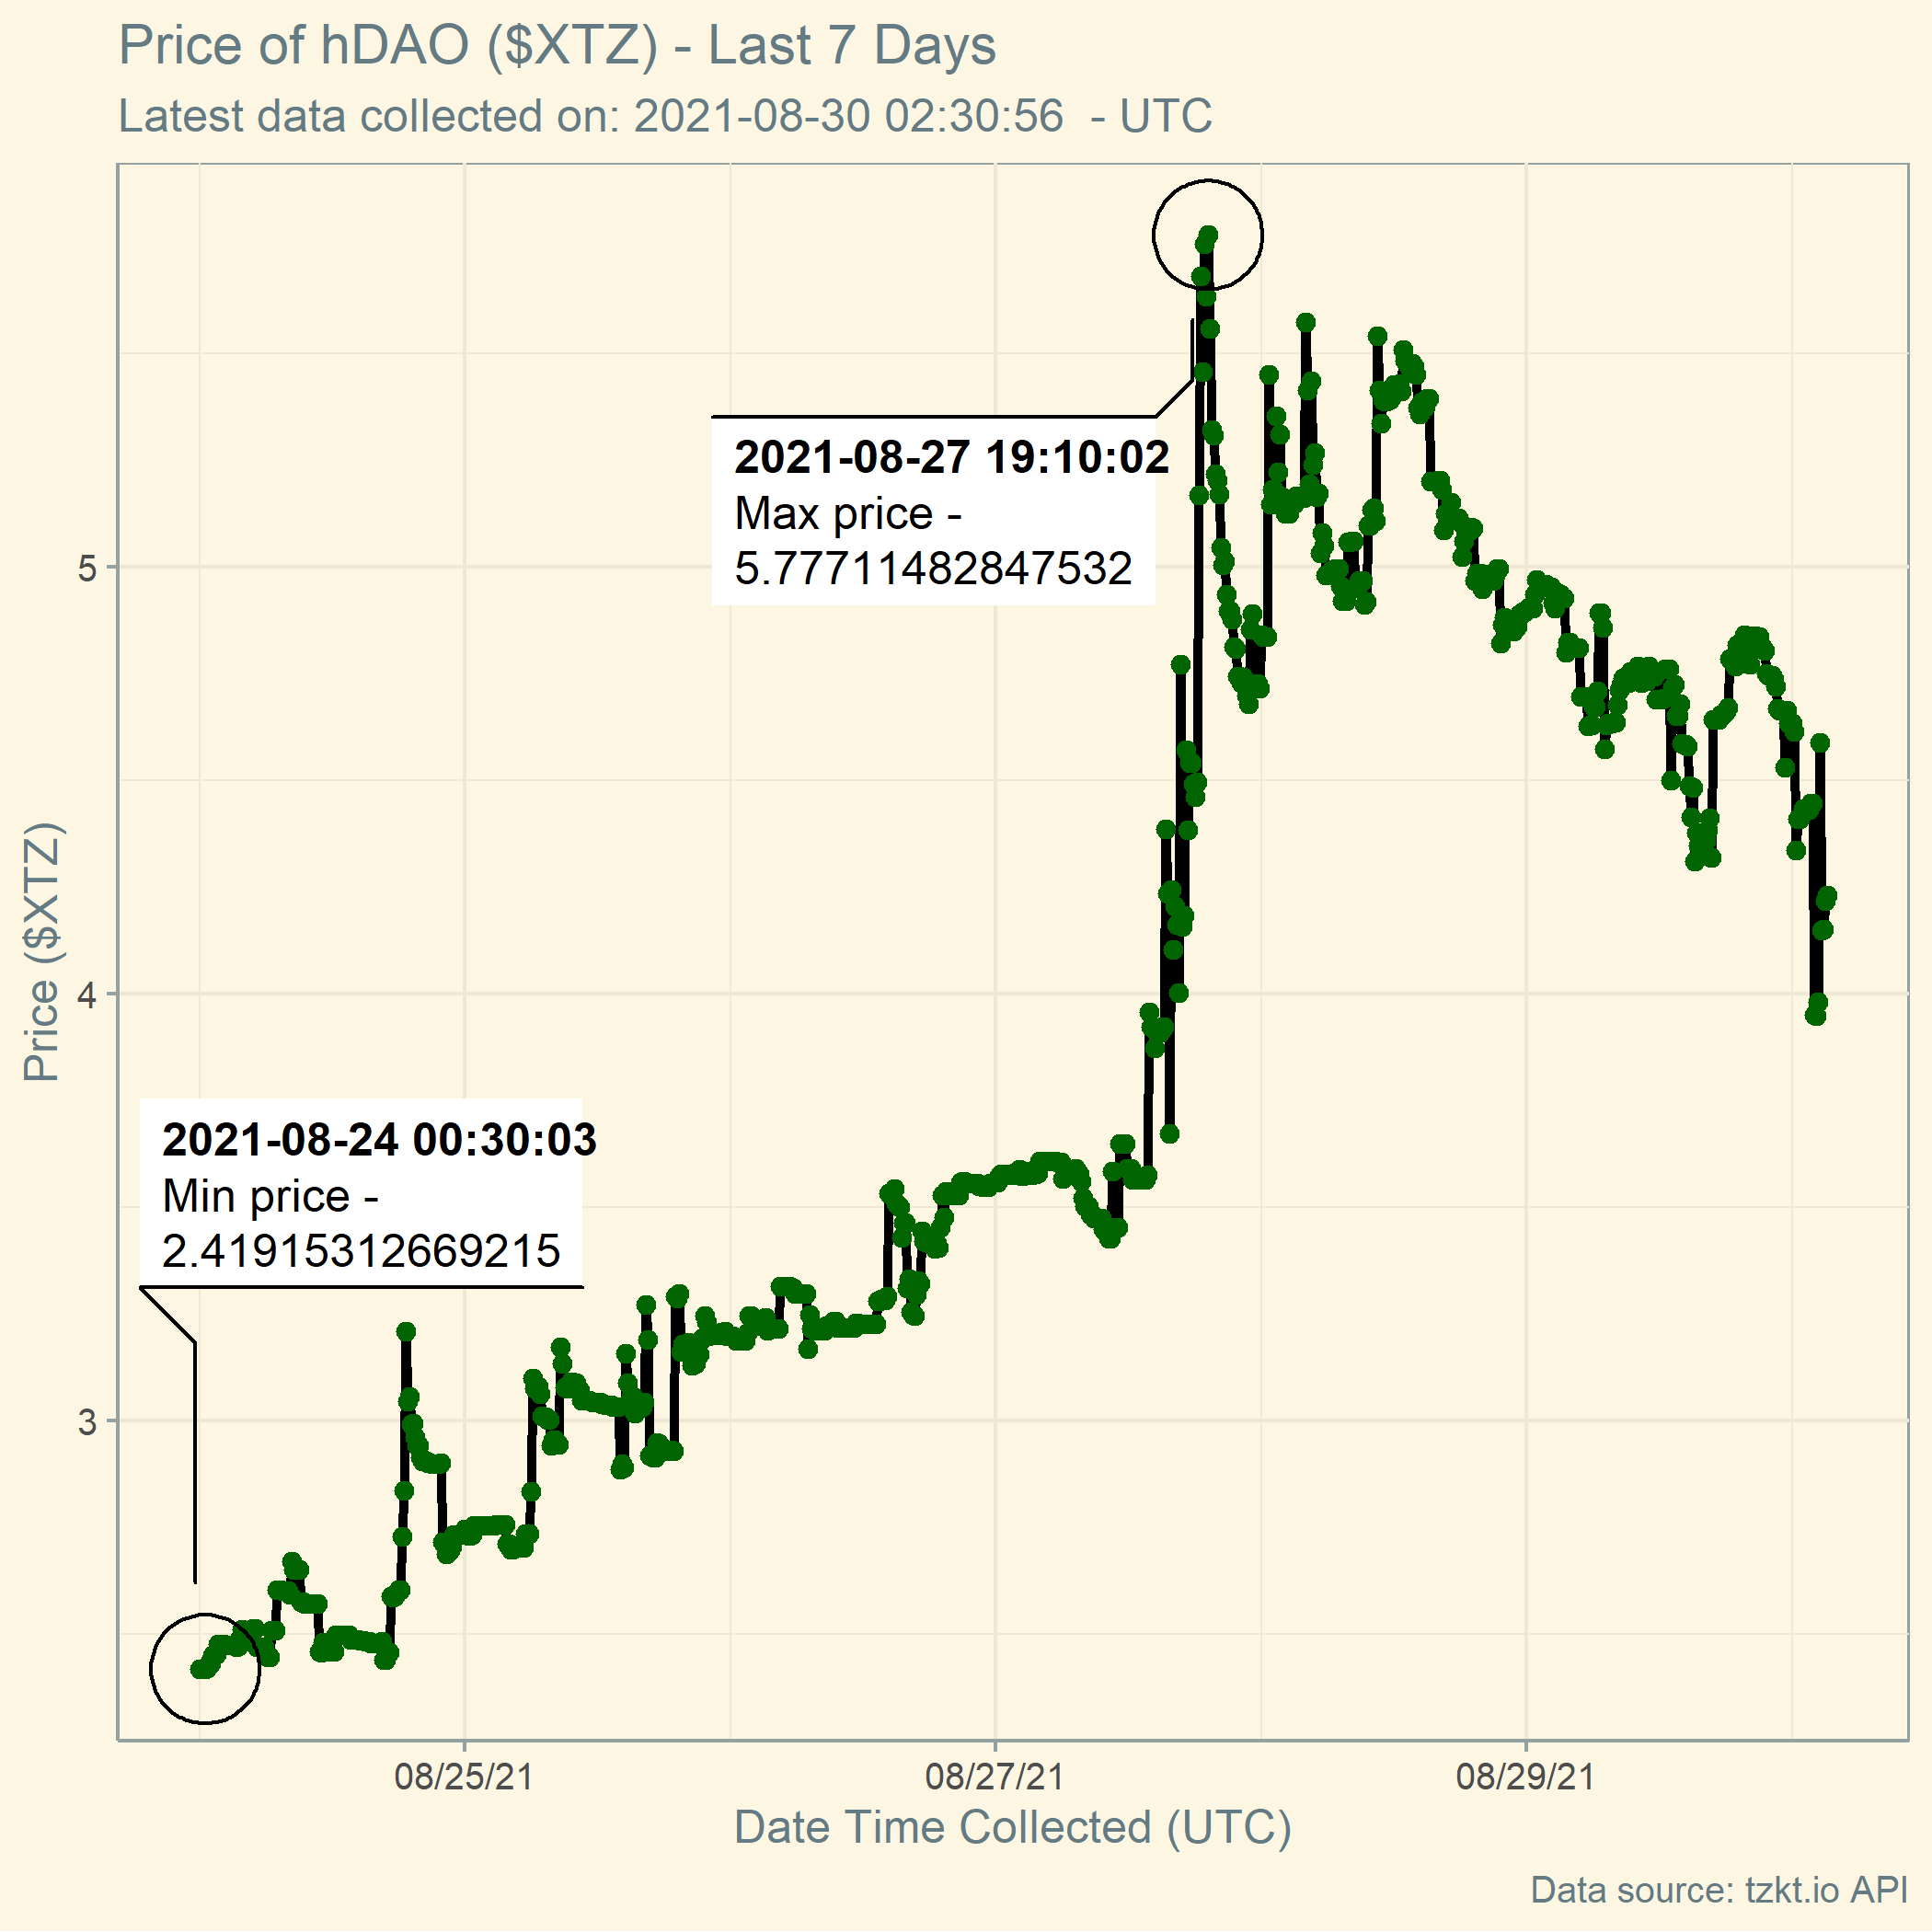 Price of hDAO ($XTZ) - Last 7 Days
Latest data collected on: 2021-08-30 02:30:56  - UTC
2021-08-27 19:10:02
Max price -
5.77711482847532
5
4
3
Price ($XTZ)
2021-08-24 00:30:03
Min price -
2.41915312669215
08/25/21
08/27/21
08/29/21
Date Time Collected (UTC)
Data source: tzkt.io API